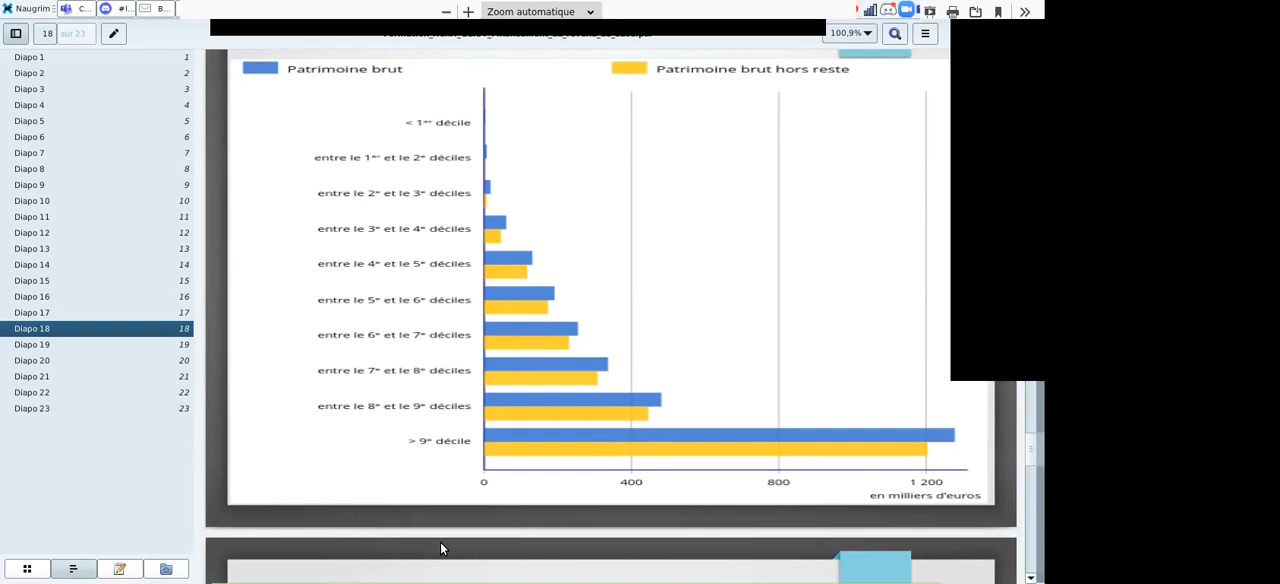 Naugrim
C...
#l...
B...
Zoom automatique
18 sur 23
100,9%
Diapo 1 1
Diapo 2 2
Diapo 3 3
Diapo 4 4
Diapo 5 5
Diapo 6 6
Diapo 7 7
Diapo 8 8
Diapo 9 9
Diapo 10 10
Diapo 11 11
Diapo 12 12
Diapo 13 13
Diapo 14 14
Diapo 15 15
Diapo 16 16
Diapo 17 17
Diapo 18 18
Diapo 19 19
Diapo 20 20
Diapo 21 21
Diapo 22 22
Diapo 23 23
Patrimoine brut
Patrimoine brut hors reste
< 1er décile
entre le 1er et le 2e déciles
entre le 2e et le 3e déciles
entre le 3e et le 4e déciles
entre le 4e et le 5e déciles
entre le 5e et le 6e déciles
entre le 6e et le 7e déciles
entre le 7e et le 8e déciles
entre le 8e et le 9e déciles
> 9e décile
0 400 800 1 200
en milliers d'euros